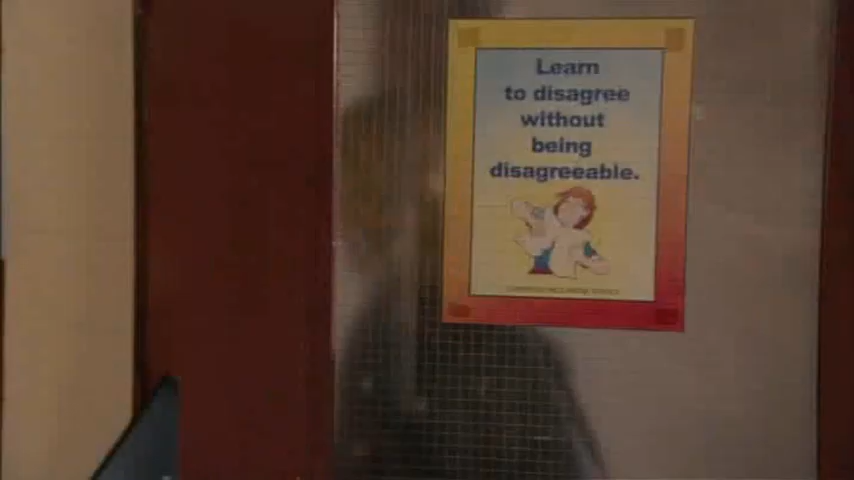 Learn
to disagree
without
being
disagreeable.